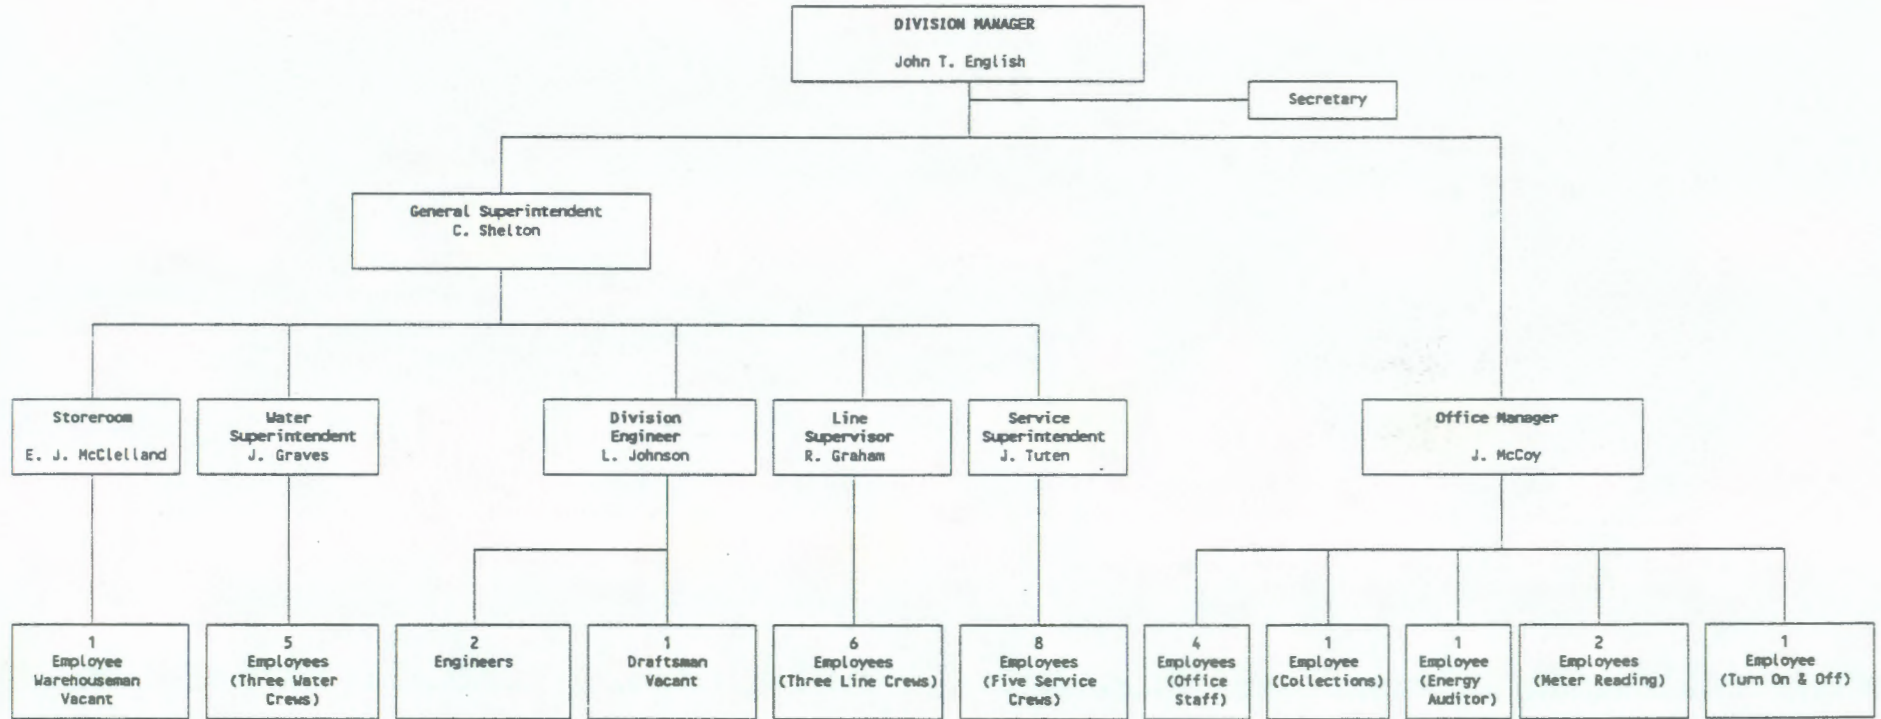 DIVISION MANAGER
John T. English
Secretary
General Superintendent
C. Shelton
Storeroom
E. J. McClelland
Water
Superintendent
J. Graves
Division
Engineer
L. Johnson
Line
Supervisor
R. Graham
Service
Superintendent
J. Tuten
Office Manager
J. McCoy
1
Employee
Warehouseman
Vacant
5
Employees
(Three Water
Crews)
2
Engineers
1
Draftsman
Vacant
6
Employees
(Three Line Crews)
8
Employees
(Five Service
Crews)
4
Employees
(Office
Staff)
1
Employee
(Collections)
1
Employee
(Energy
Auditor)
2
Employees
(Meter Reading)
1
Employee
(Turn On & Off)